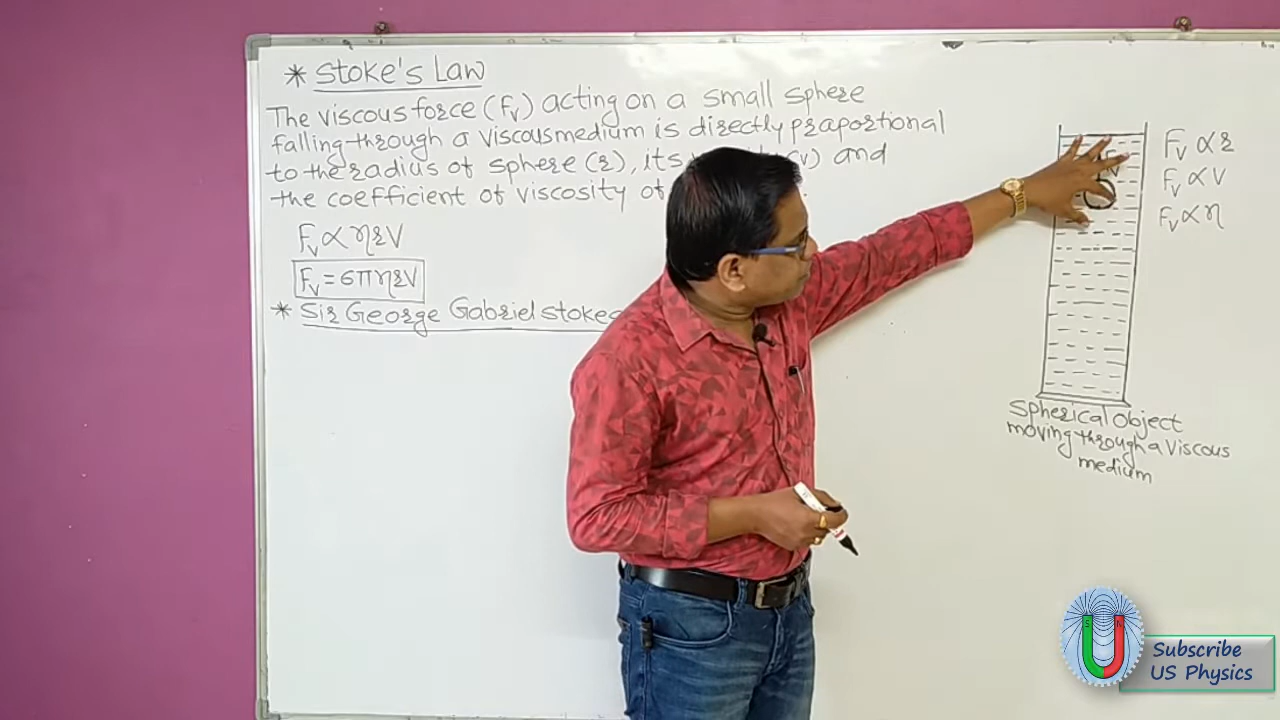 * Stoke's Law
The viscous force (Fv) acting on a small sphere
falling through a viscous medium is directly praportional
to the radius of sphere (r), its (v) and
the coefficient of viscosity of
Fv ∝ ηrV
Fv = 6πηrV
* Sir George Gabriel stokes
Fv ∝ r
Fv ∝ V
Fv ∝ η
Spherical object
moving through a Viscous
medium
S N
Subscribe
US Physics